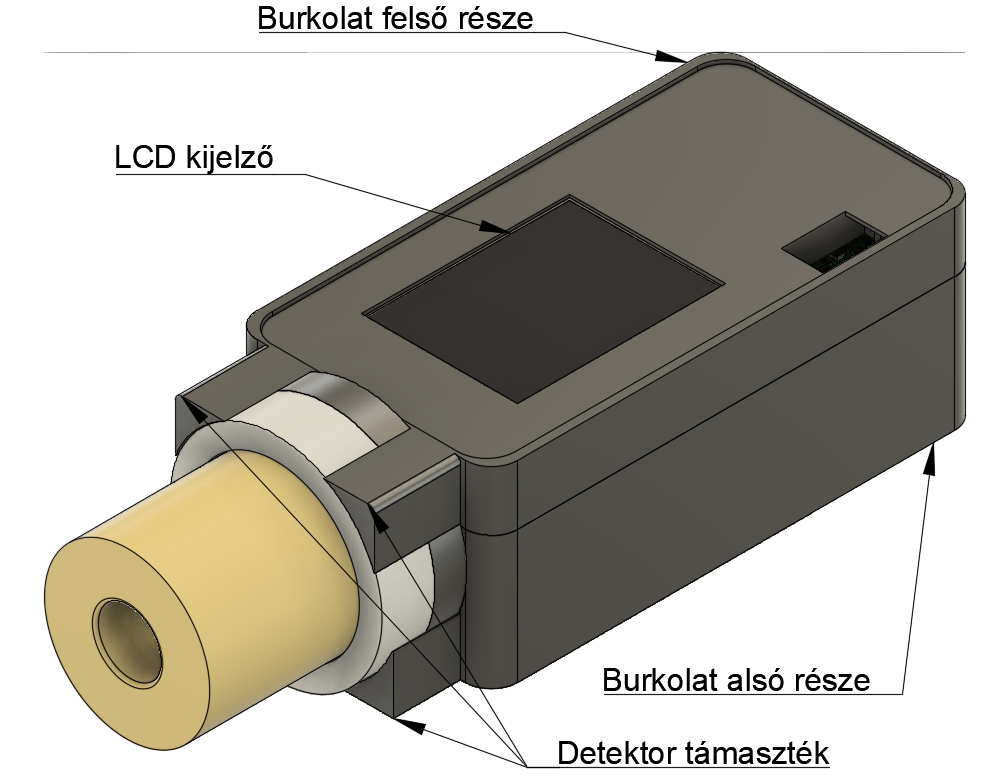 Burkolat felső része
LCD kijelző
Burkolat alsó része
Detektor támaszték